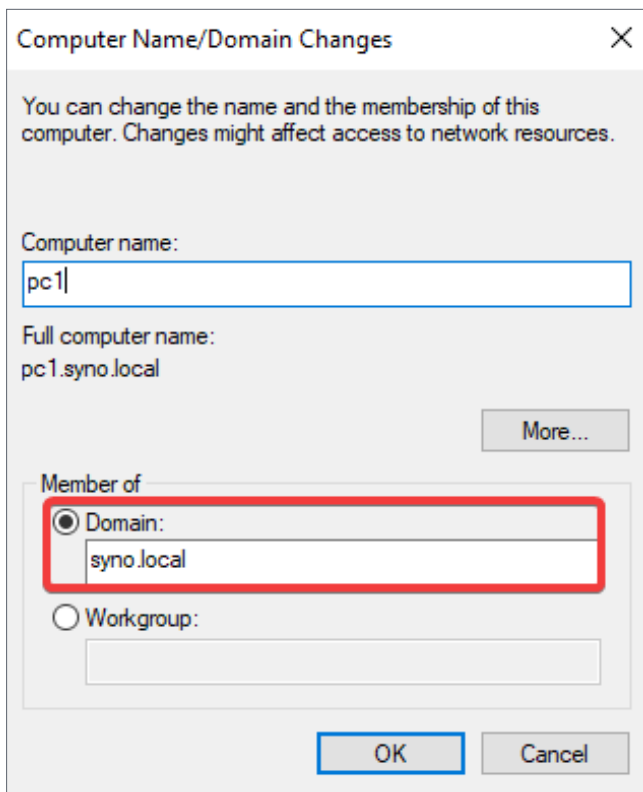 Computer Name/Domain Changes
You can change the name and the membership of this
computer. Changes might affect access to network resources.
Computer name:
pc1
Full computer name:
pc1.syno.local
More...
Member of
Domain:
syno.local
Workgroup:
OK
Cancel